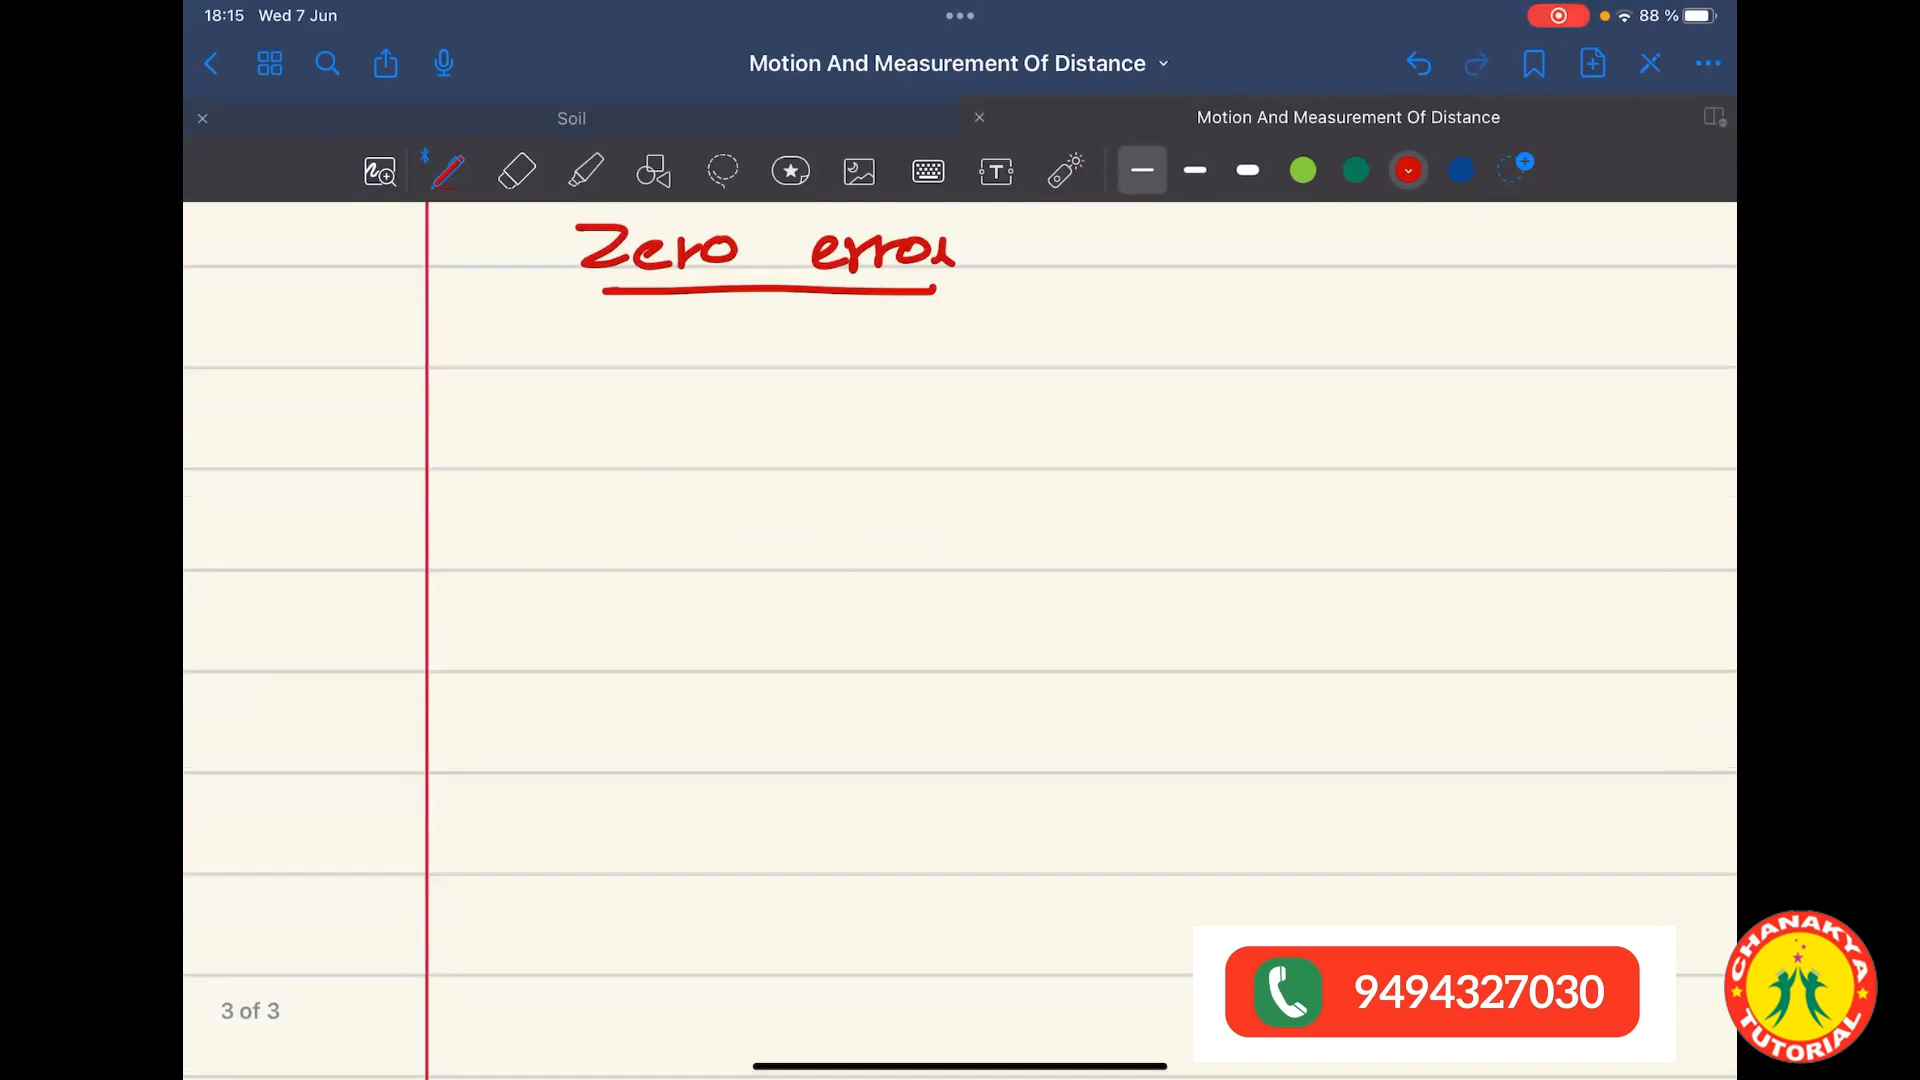 18:15 Wed 7 Jun
88 %
Motion And Measurement Of Distance
Soil
Motion And Measurement Of Distance
T
Zero error
9494327030
3 of 3
CHANAKYA
TUTORIAL